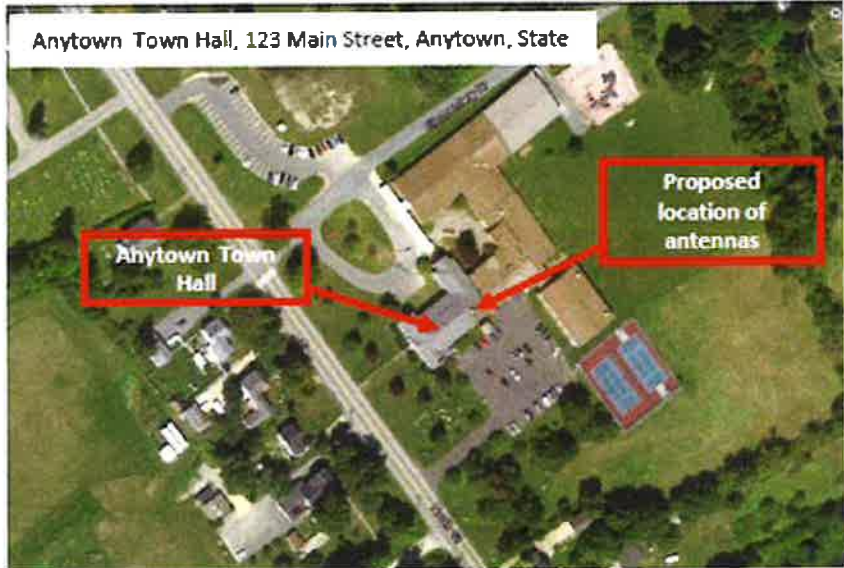 Anytown Town Hall, 123 Main Street, Anytown, State
Proposed
location of
antennas
Anytown Town
Hall